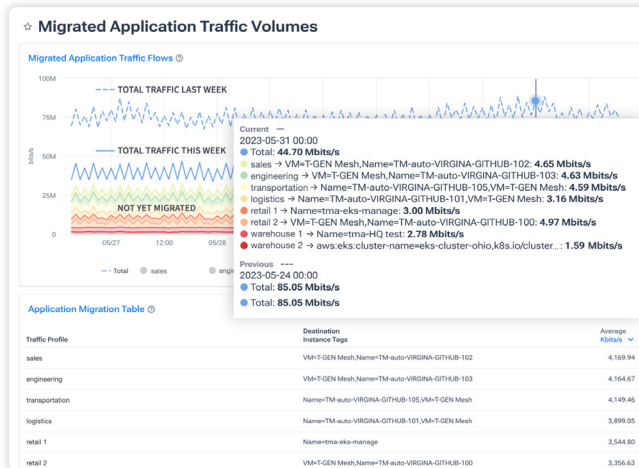 ☆ Migrated Application Traffic Volumes
Migrated Application Traffic Flows ?
100M
75M
50M
25M
0
bits/s
TOTAL TRAFFIC LAST WEEK
TOTAL TRAFFIC THIS WEEK
NOT YET MIGRATED
05/27 12:00 05/28
Total sales engi
Current —
2023-05-31 00:00
Total: 44.70 Mbits/s
sales → VM=T-GEN Mesh,Name=TM-auto-VIRGINA-GITHUB-102: 4.65 Mbits/s
engineering → VM=T-GEN Mesh,Name=TM-auto-VIRGINA-GITHUB-103: 4.63 Mbits/s
transportation → Name=TM-auto-VIRGINA-GITHUB-105,VM=T-GEN Mesh: 4.59 Mbits/s
logistics → Name=TM-auto-VIRGINA-GITHUB-101,VM=T-GEN Mesh: 3.16 Mbits/s
retail 1 → Name=tma-eks-manage: 3.00 Mbits/s
retail 2 → VM=T-GEN Mesh,Name=TM-auto-VIRGINA-GITHUB-100: 4.97 Mbits/s
warehouse 1 → Name=tma-HQ test: 2.78 Mbits/s
warehouse 2 → aws:eks:cluster-name=eks-cluster-ohio,k8s.io/cluster...: 1.59 Mbits/s
Previous ---
2023-05-24 00:00
Total: 85.05 Mbits/s
Total: 85.05 Mbits/s
Application Migration Table ?
Traffic Profile Destination Instance Tags Average Kbits/s
sales VM=T-GEN Mesh,Name=TM-auto-VIRGINA-GITHUB-102 4,169.94
engineering VM=T-GEN Mesh,Name=TM-auto-VIRGINA-GITHUB-103 4,164.67
transportation Name=TM-auto-VIRGINA-GITHUB-105,VM=T-GEN Mesh 4,149.46
logistics Name=TM-auto-VIRGINA-GITHUB-101,VM=T-GEN Mesh 3,899.05
retail 1 Name=tma-eks-manage 3,544.80
retail 2 VM=T-GEN Mesh,Name=TM-auto-VIRGINA-GITHUB-100 3,356.63